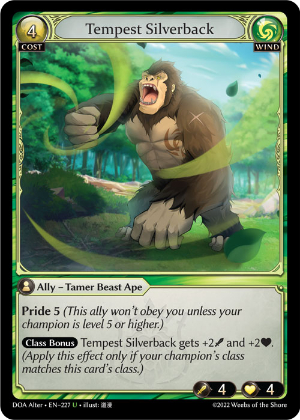 4
COST
Tempest Silverback
WIND
Ally – Tamer Beast Ape
Pride 5 (This ally won't obey you unless your
champion is level 5 or higher.)
Class Bonus Tempest Silverback gets +2 and +2.
(Apply this effect only if your champion's class
matches this card's class.)
4 4
DOA Alter • EN-227 U • illust: 
©2022 Weebs of the Shore